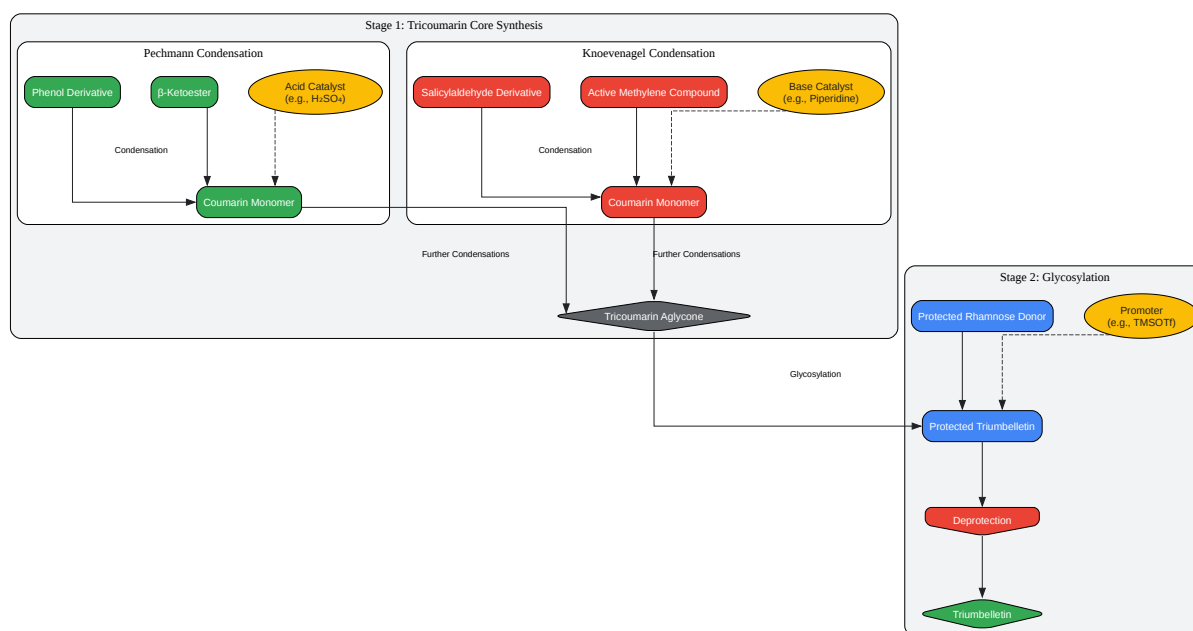 Stage 1: Tricoumarin Core Synthesis
Pechmann Condensation
Knoevenagel Condensation
Phenol Derivative
β-Ketoester
Acid Catalyst
(e.g., H₂SO₄)
Salicylaldehyde Derivative
Active Methylene Compound
Base Catalyst
(e.g., Piperidine)
Condensation
Condensation
Coumarin Monomer
Coumarin Monomer
Further Condensations
Further Condensations
Tricoumarin Aglycone
Stage 2: Glycosylation
Protected Rhamnose Donor
Promoter
(e.g., TMSOTf)
Glycosylation
Protected Triumbelletin
Deprotection
Triumbelletin